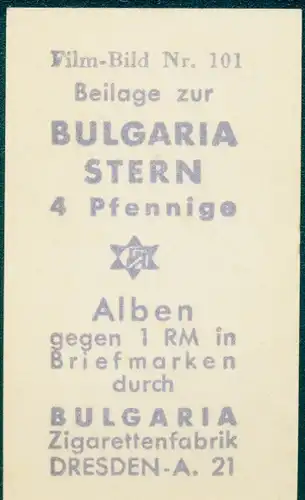 Film-Bild Nr. 101
Beilage zur
BULGARIA
STERN
4 Pfennige
Alben
gegen 1 RM in
Briefmarken
durch
BULGARIA
Zigarettenfabrik
DRESDEN-A. 21